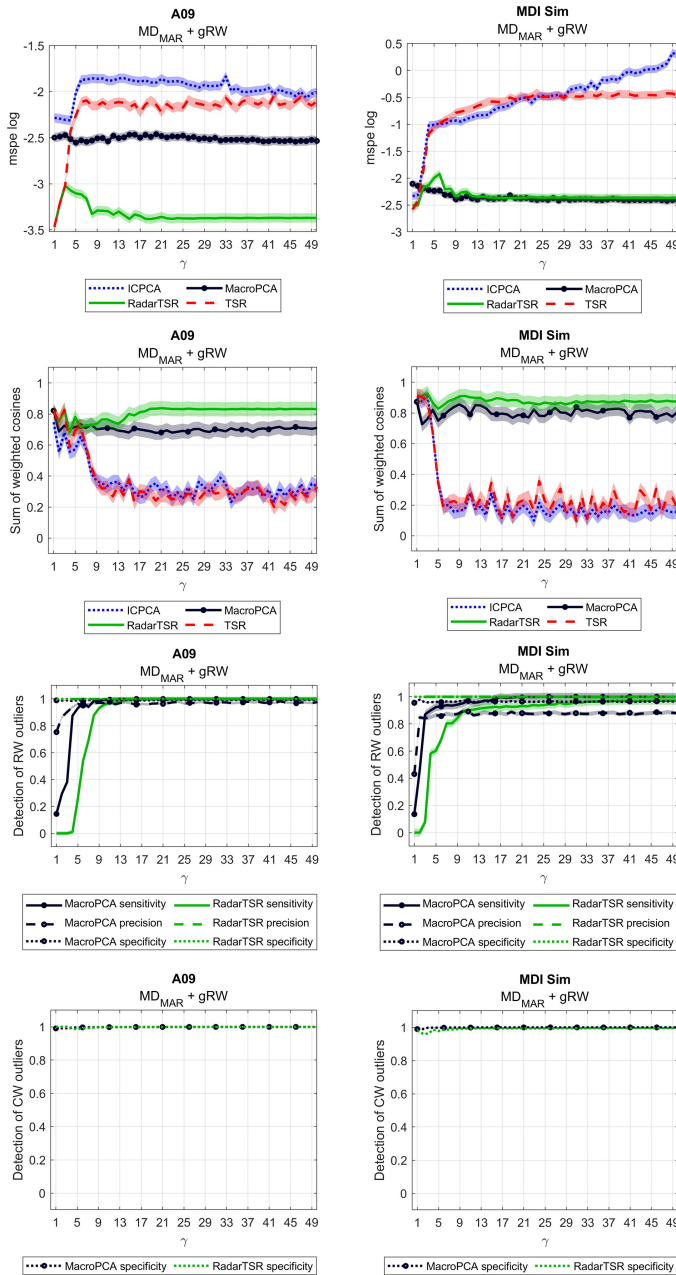 A09
MD_MAR + gRW
mspe log
-1.5
-2
-2.5
-3
-3.5
1 5 9 13 17 21 25 29 33 37 41 45 49
γ
ICPCA MacroPCA
RadarTSR TSR
MDI Sim
MD_MAR + gRW
mspe log
0.5
0
-0.5
-1
-1.5
-2
-2.5
-3
1 5 9 13 17 21 25 29 33 37 41 45 49
γ
ICPCA MacroPCA
RadarTSR TSR
A09
MD_MAR + gRW
Sum of weighted cosines
1
0.8
0.6
0.4
0.2
0
1 5 9 13 17 21 25 29 33 37 41 45 49
γ
ICPCA MacroPCA
RadarTSR TSR
MDI Sim
MD_MAR + gRW
Sum of weighted cosines
1
0.8
0.6
0.4
0.2
0
1 5 9 13 17 21 25 29 33 37 41 45 49
γ
ICPCA MacroPCA
RadarTSR TSR
A09
MD_MAR + gRW
Detection of RW outliers
1
0.8
0.6
0.4
0.2
0
1 5 9 13 17 21 25 29 33 37 41 45 49
γ
MacroPCA sensitivity RadarTSR sensitivity
MacroPCA precision RadarTSR precision
MacroPCA specificity RadarTSR specificity
MDI Sim
MD_MAR + gRW
Detection of RW outliers
1
0.8
0.6
0.4
0.2
0
1 5 9 13 17 21 25 29 33 37 41 45 49
γ
MacroPCA sensitivity RadarTSR sensitivity
MacroPCA precision RadarTSR precision
MacroPCA specificity RadarTSR specificity
A09
MD_MAR + gRW
Detection of CW outliers
1
0.8
0.6
0.4
0.2
0
1 5 9 13 17 21 25 29 33 37 41 45 49
γ
MacroPCA specificity RadarTSR specificity
MDI Sim
MD_MAR + gRW
Detection of CW outliers
1
0.8
0.6
0.4
0.2
0
1 5 9 13 17 21 25 29 33 37 41 45 49
γ
MacroPCA specificity RadarTSR specificity